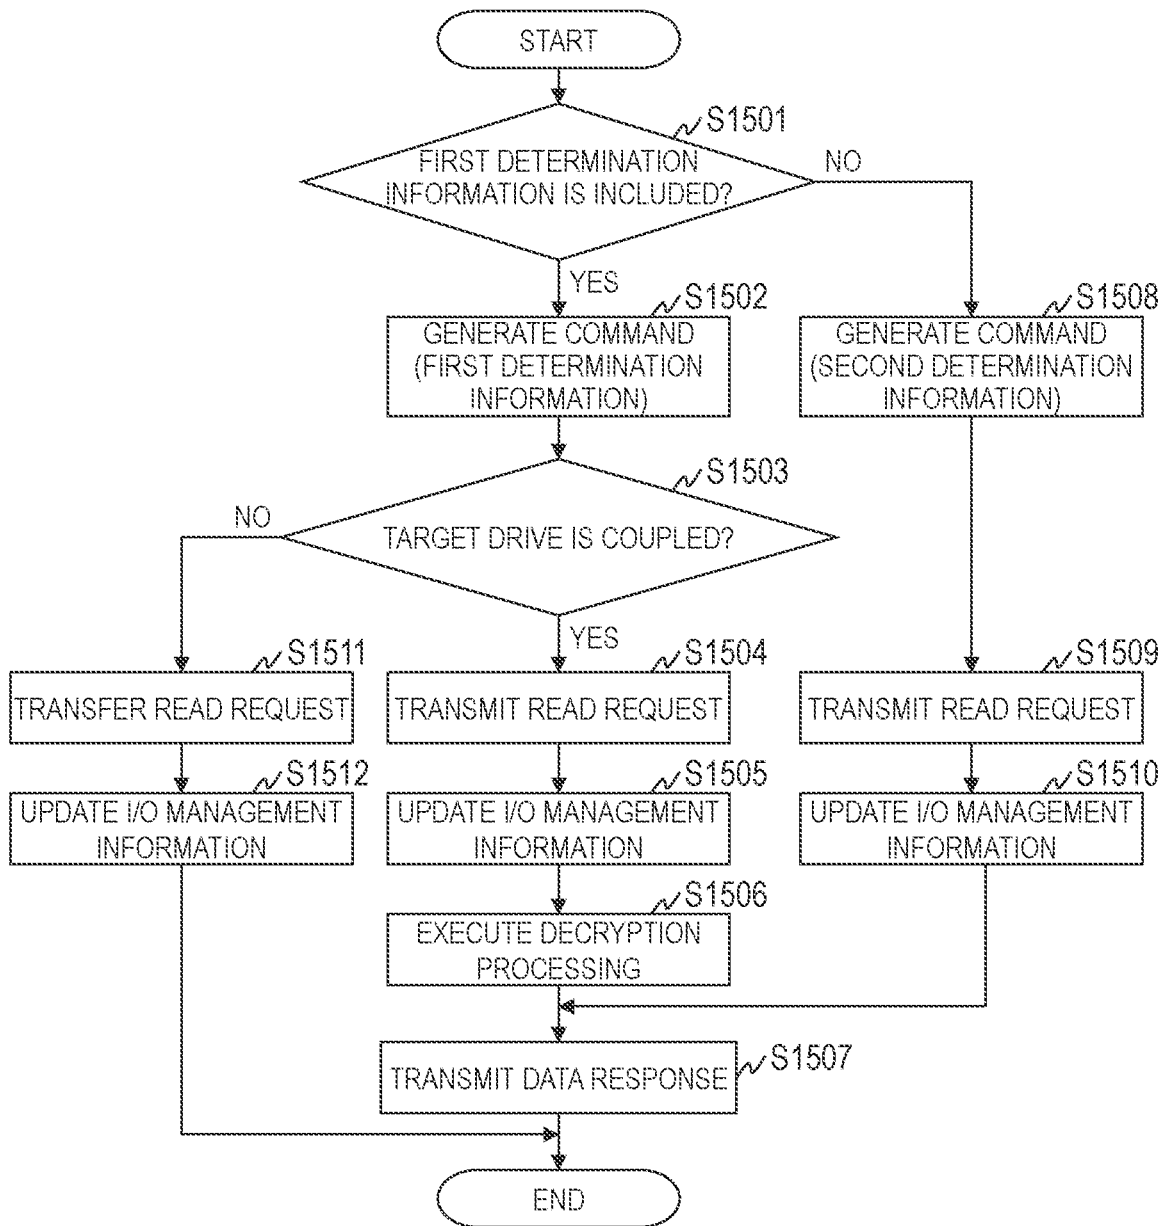 START
S1501
FIRST DETERMINATION
INFORMATION IS INCLUDED?
NO
YES
S1502
GENERATE COMMAND
(FIRST DETERMINATION
INFORMATION)
S1508
GENERATE COMMAND
(SECOND DETERMINATION
INFORMATION)
S1503
TARGET DRIVE IS COUPLED?
NO
YES
S1511
TRANSFER READ REQUEST
S1504
TRANSMIT READ REQUEST
S1509
TRANSMIT READ REQUEST
S1512
UPDATE I/O MANAGEMENT
INFORMATION
S1505
UPDATE I/O MANAGEMENT
INFORMATION
S1510
UPDATE I/O MANAGEMENT
INFORMATION
S1506
EXECUTE DECRYPTION
PROCESSING
S1507
TRANSMIT DATA RESPONSE
END